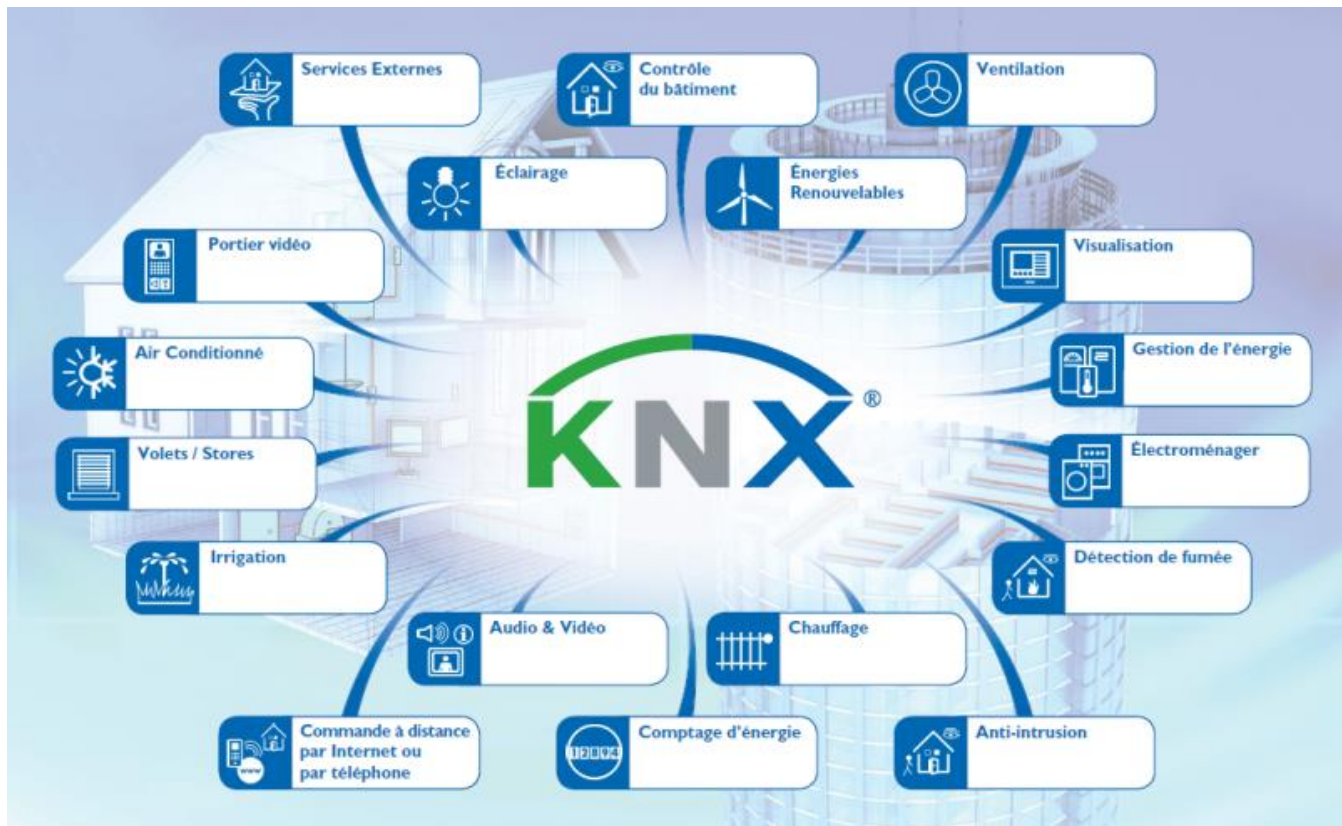 Services Externes
Contrôle
du bâtiment
Ventilation
Éclairage
Énergies
Renouvelables
Portier vidéo
Visualisation
Air Conditionné
Gestion de l'énergie
KNX®
Volets / Stores
Électroménager
Irrigation
Détection de fumée
Audio & Vidéo
Chauffage
Commande à distance
par Internet ou
par téléphone
www
Comptage d'énergie
Anti-intrusion